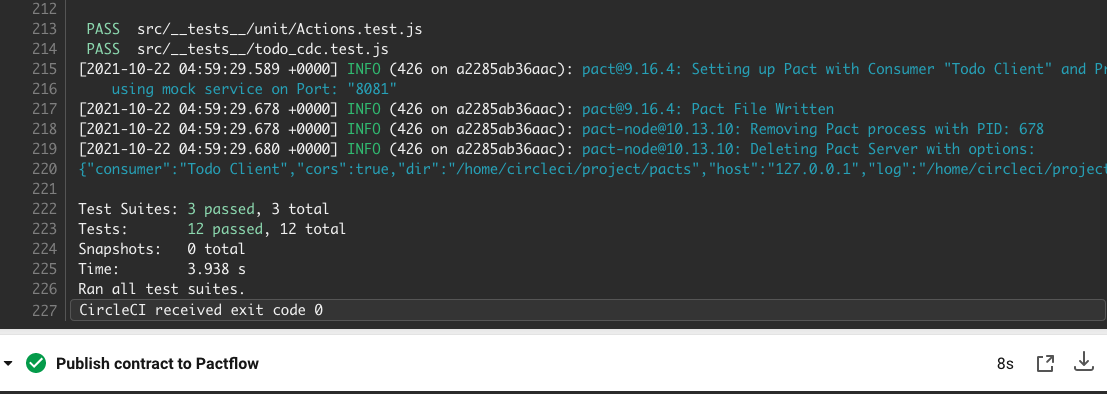 212
213 PASS src/__tests__/unit/Actions.test.js
214 PASS src/__tests__/todo_cdc.test.js
215 [2021-10-22 04:59:29.589 +0000] INFO (426 on a2285ab36aac): pact@9.16.4: Setting up Pact with Consumer "Todo Client" and Pr
216 using mock service on Port: "8081"
217 [2021-10-22 04:59:29.678 +0000] INFO (426 on a2285ab36aac): pact@9.16.4: Pact File Written
218 [2021-10-22 04:59:29.678 +0000] INFO (426 on a2285ab36aac): pact-node@10.13.10: Removing Pact process with PID: 678
219 [2021-10-22 04:59:29.680 +0000] INFO (426 on a2285ab36aac): pact-node@10.13.10: Deleting Pact Server with options:
220 {"consumer":"Todo Client","cors":true,"dir":"/home/circleci/project/pacts","host":"127.0.0.1","log":"/home/circleci/project
221
222 Test Suites: 3 passed, 3 total
223 Tests: 12 passed, 12 total
224 Snapshots: 0 total
225 Time: 3.938 s
226 Ran all test suites.
227 CircleCI received exit code 0
Publish contract to Pactflow 8s